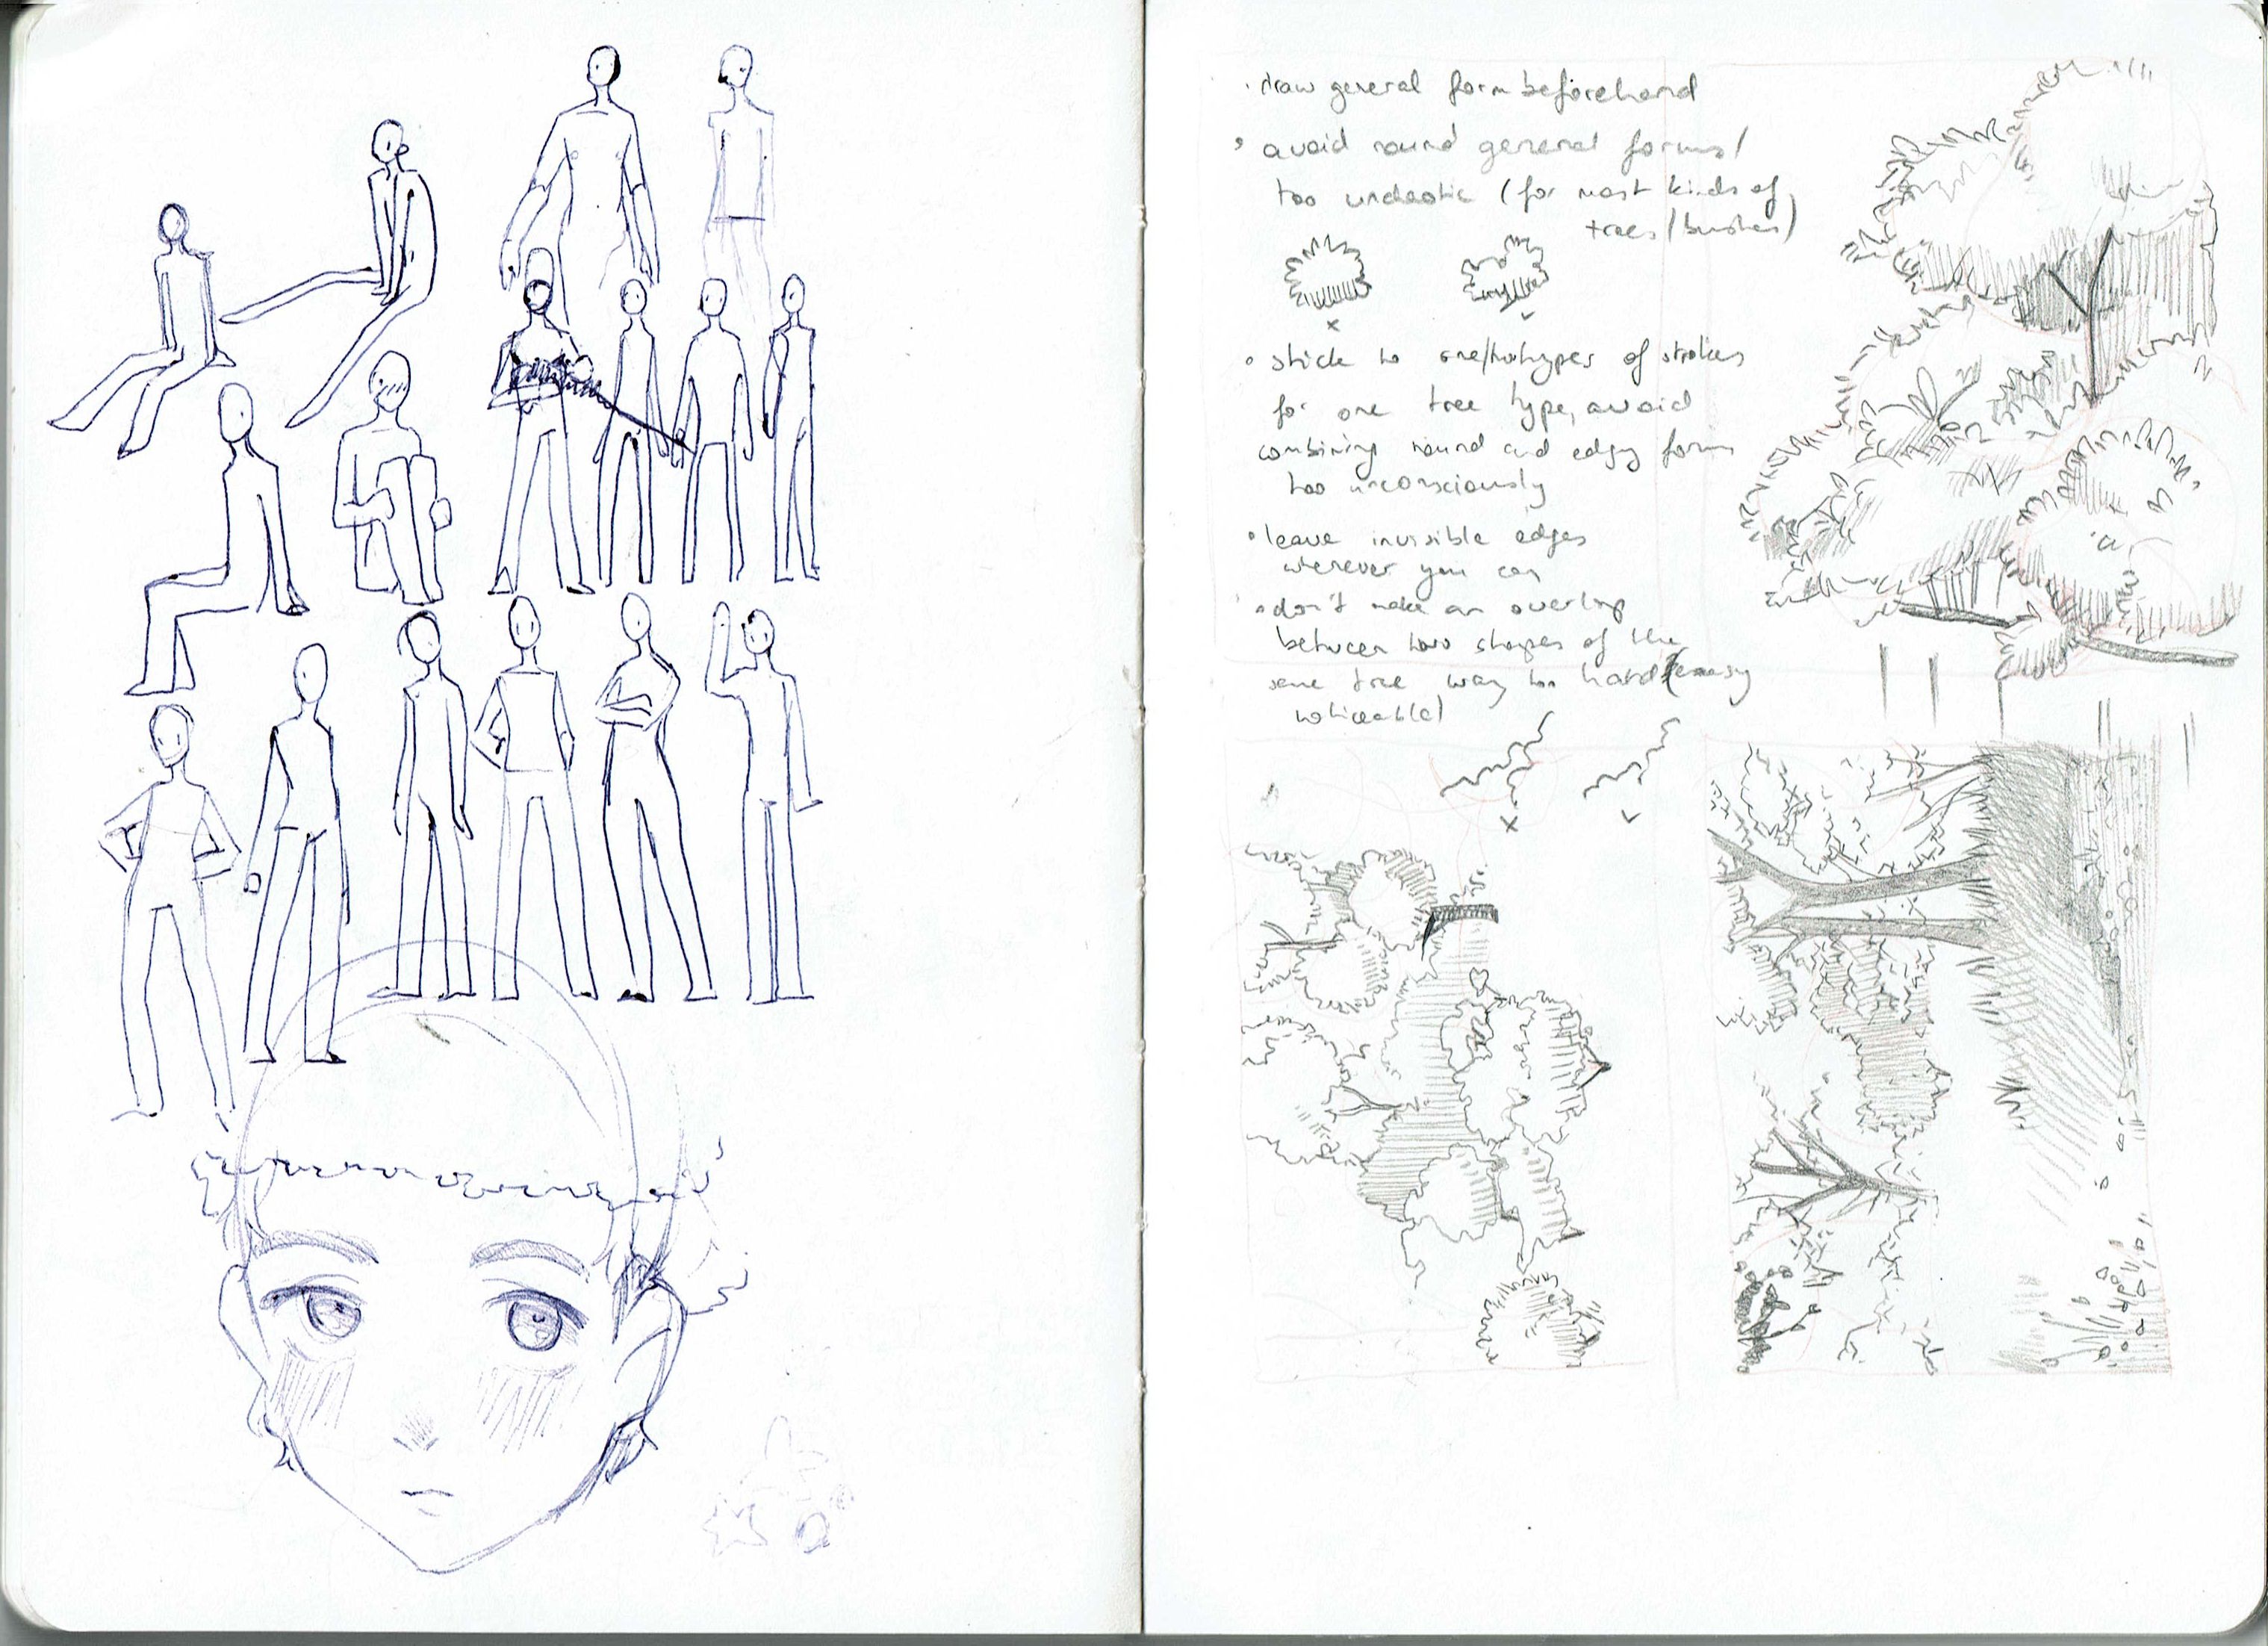 · draw general form beforehand
• avoid round general forms/
too unchaotic (for most kinds of
trees/bushes)
x ✓
• stick to one/two types of strokes
for one tree type, avoid
combining round and edgy forms
too unconsciously
• leave invisible edges
wherever you can
• don't make an overlap
between two shapes of the
same tree way too hard/easy
noticeable/
x ✓